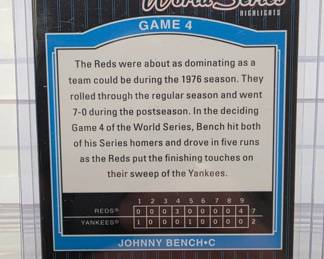 World Series
HIGHLIGHTS
GAME 4
The Reds were about as dominating as a
team could be during the 1976 season. They
rolled through the regular season and went
7-0 during the postseason. In the deciding
Game 4 of the World Series, Bench hit both
of his Series homers and drove in five runs
as the Reds put the finishing touches on
their sweep of the Yankees.
1 2 3 4 5 6 7 8 9
REDS® 0 0 0 3 0 0 0 0 4 7
YANKEES® 1 0 0 0 1 0 0 0 0 2
JOHNNY BENCH•C